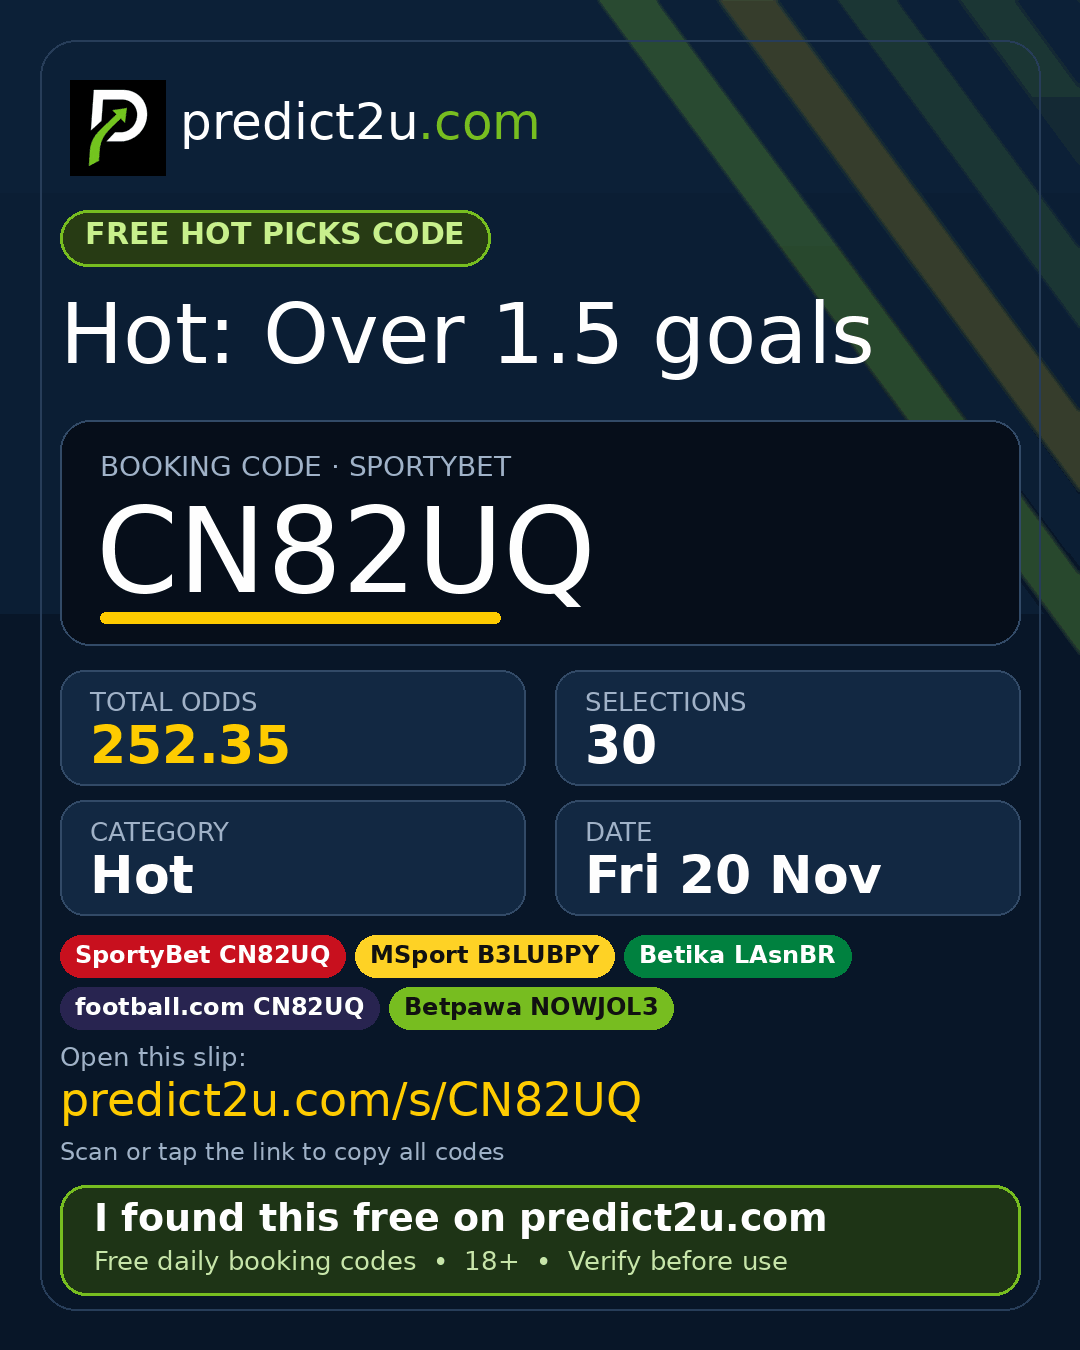 predict2u.com
FREE HOT PICKS CODE
Hot: Over 1.5 goals
BOOKING CODE · SPORTYBET
CN82UQ
TOTAL ODDS
252.35
SELECTIONS
30
CATEGORY
Hot
DATE
Fri 20 Nov
SportyBet CN82UQ
MSport B3LUBPY
Betika LAsnBR
football.com CN82UQ
Betpawa NOWJOL3
Open this slip:
predict2u.com/s/CN82UQ
Scan or tap the link to copy all codes
I found this free on predict2u.com
Free daily booking codes • 18+ • Verify before use